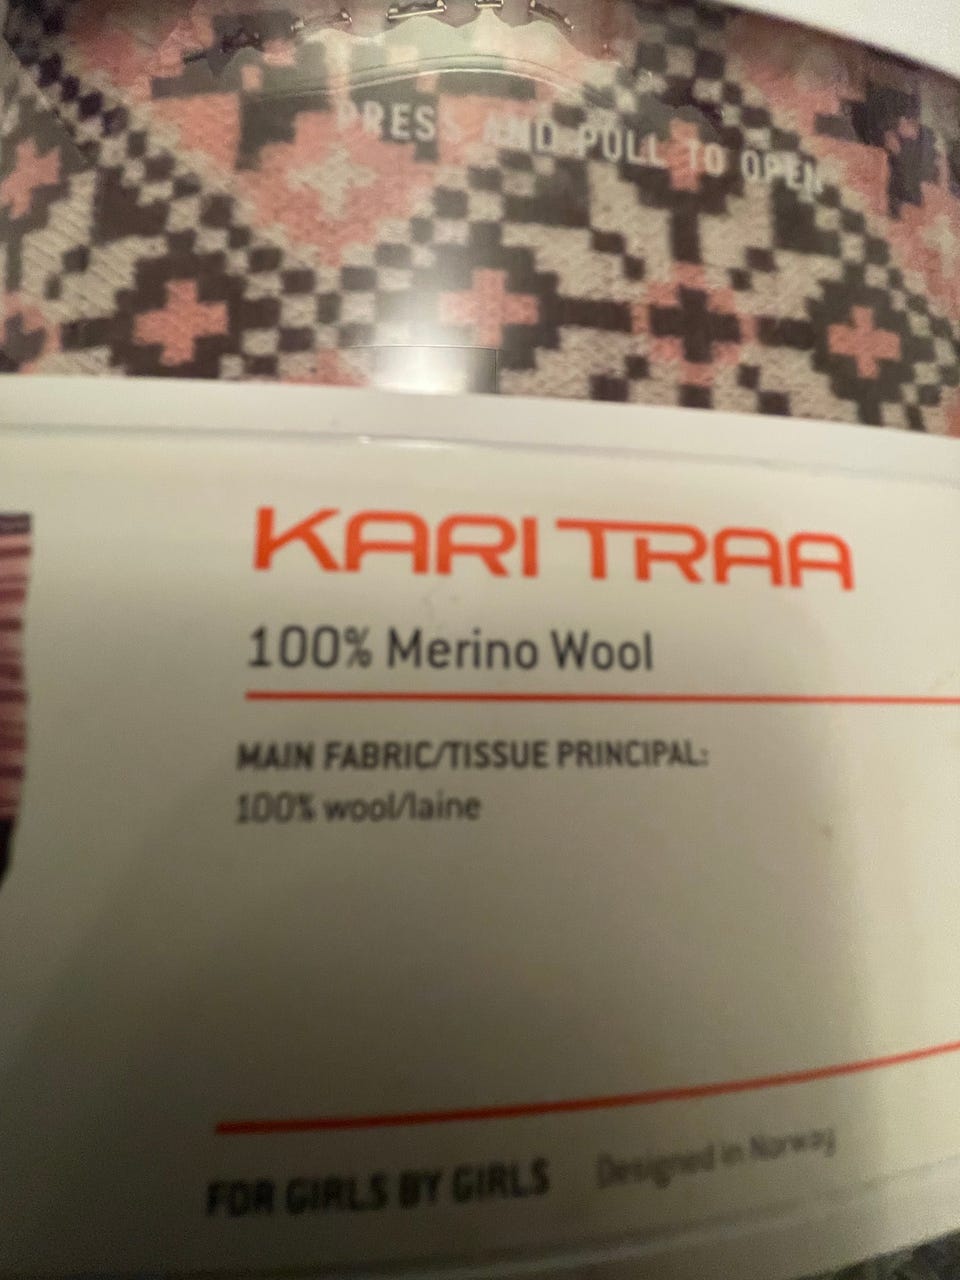 PRESS AND PULL TO OPEN
KARI TRAA
100% Merino Wool
MAIN FABRIC/TISSUE PRINCIPAL:
100% wool/laine
FOR GIRLS BY GIRLS Designed in Norway